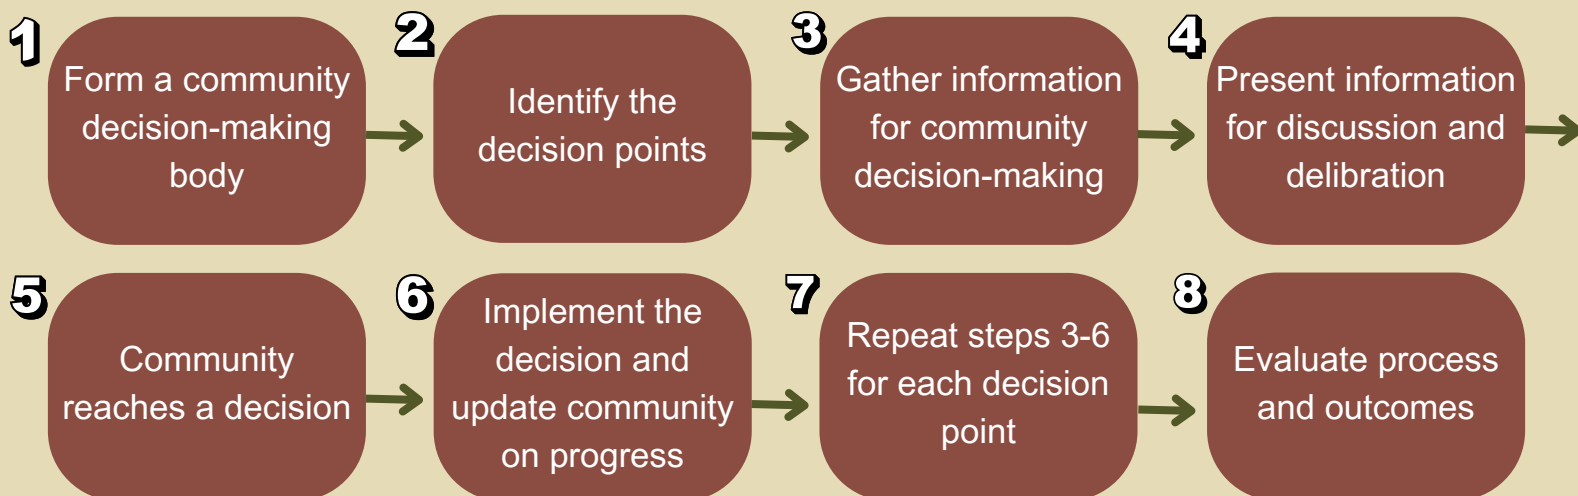 1
Form a community
decision-making
body
2
Identify the
decision points
3
Gather information
for community
decision-making
4
Present information
for discussion and
delibration
5
Community
reaches a decision
6
Implement the
decision and
update community
on progress
7
Repeat steps 3-6
for each decision
point
8
Evaluate process
and outcomes